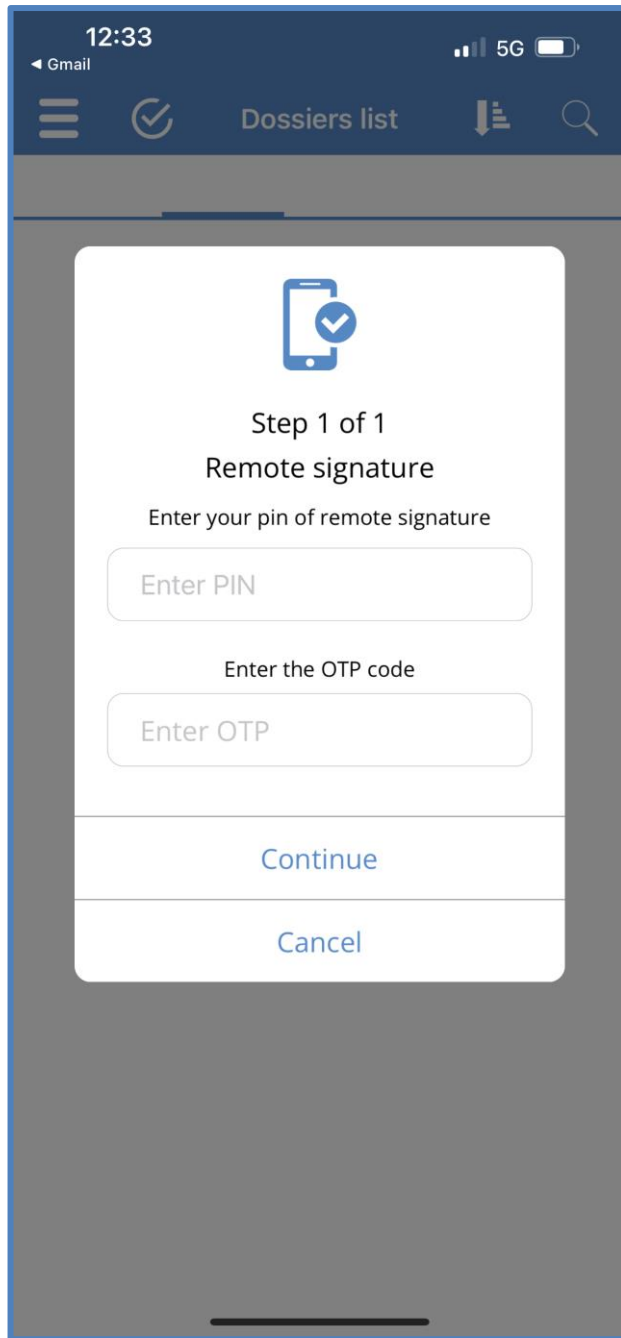 12:33
◄ Gmail
5G
Dossiers list
Step 1 of 1
Remote signature
Enter your pin of remote signature
Enter PIN
Enter the OTP code
Enter OTP
Continue
Cancel